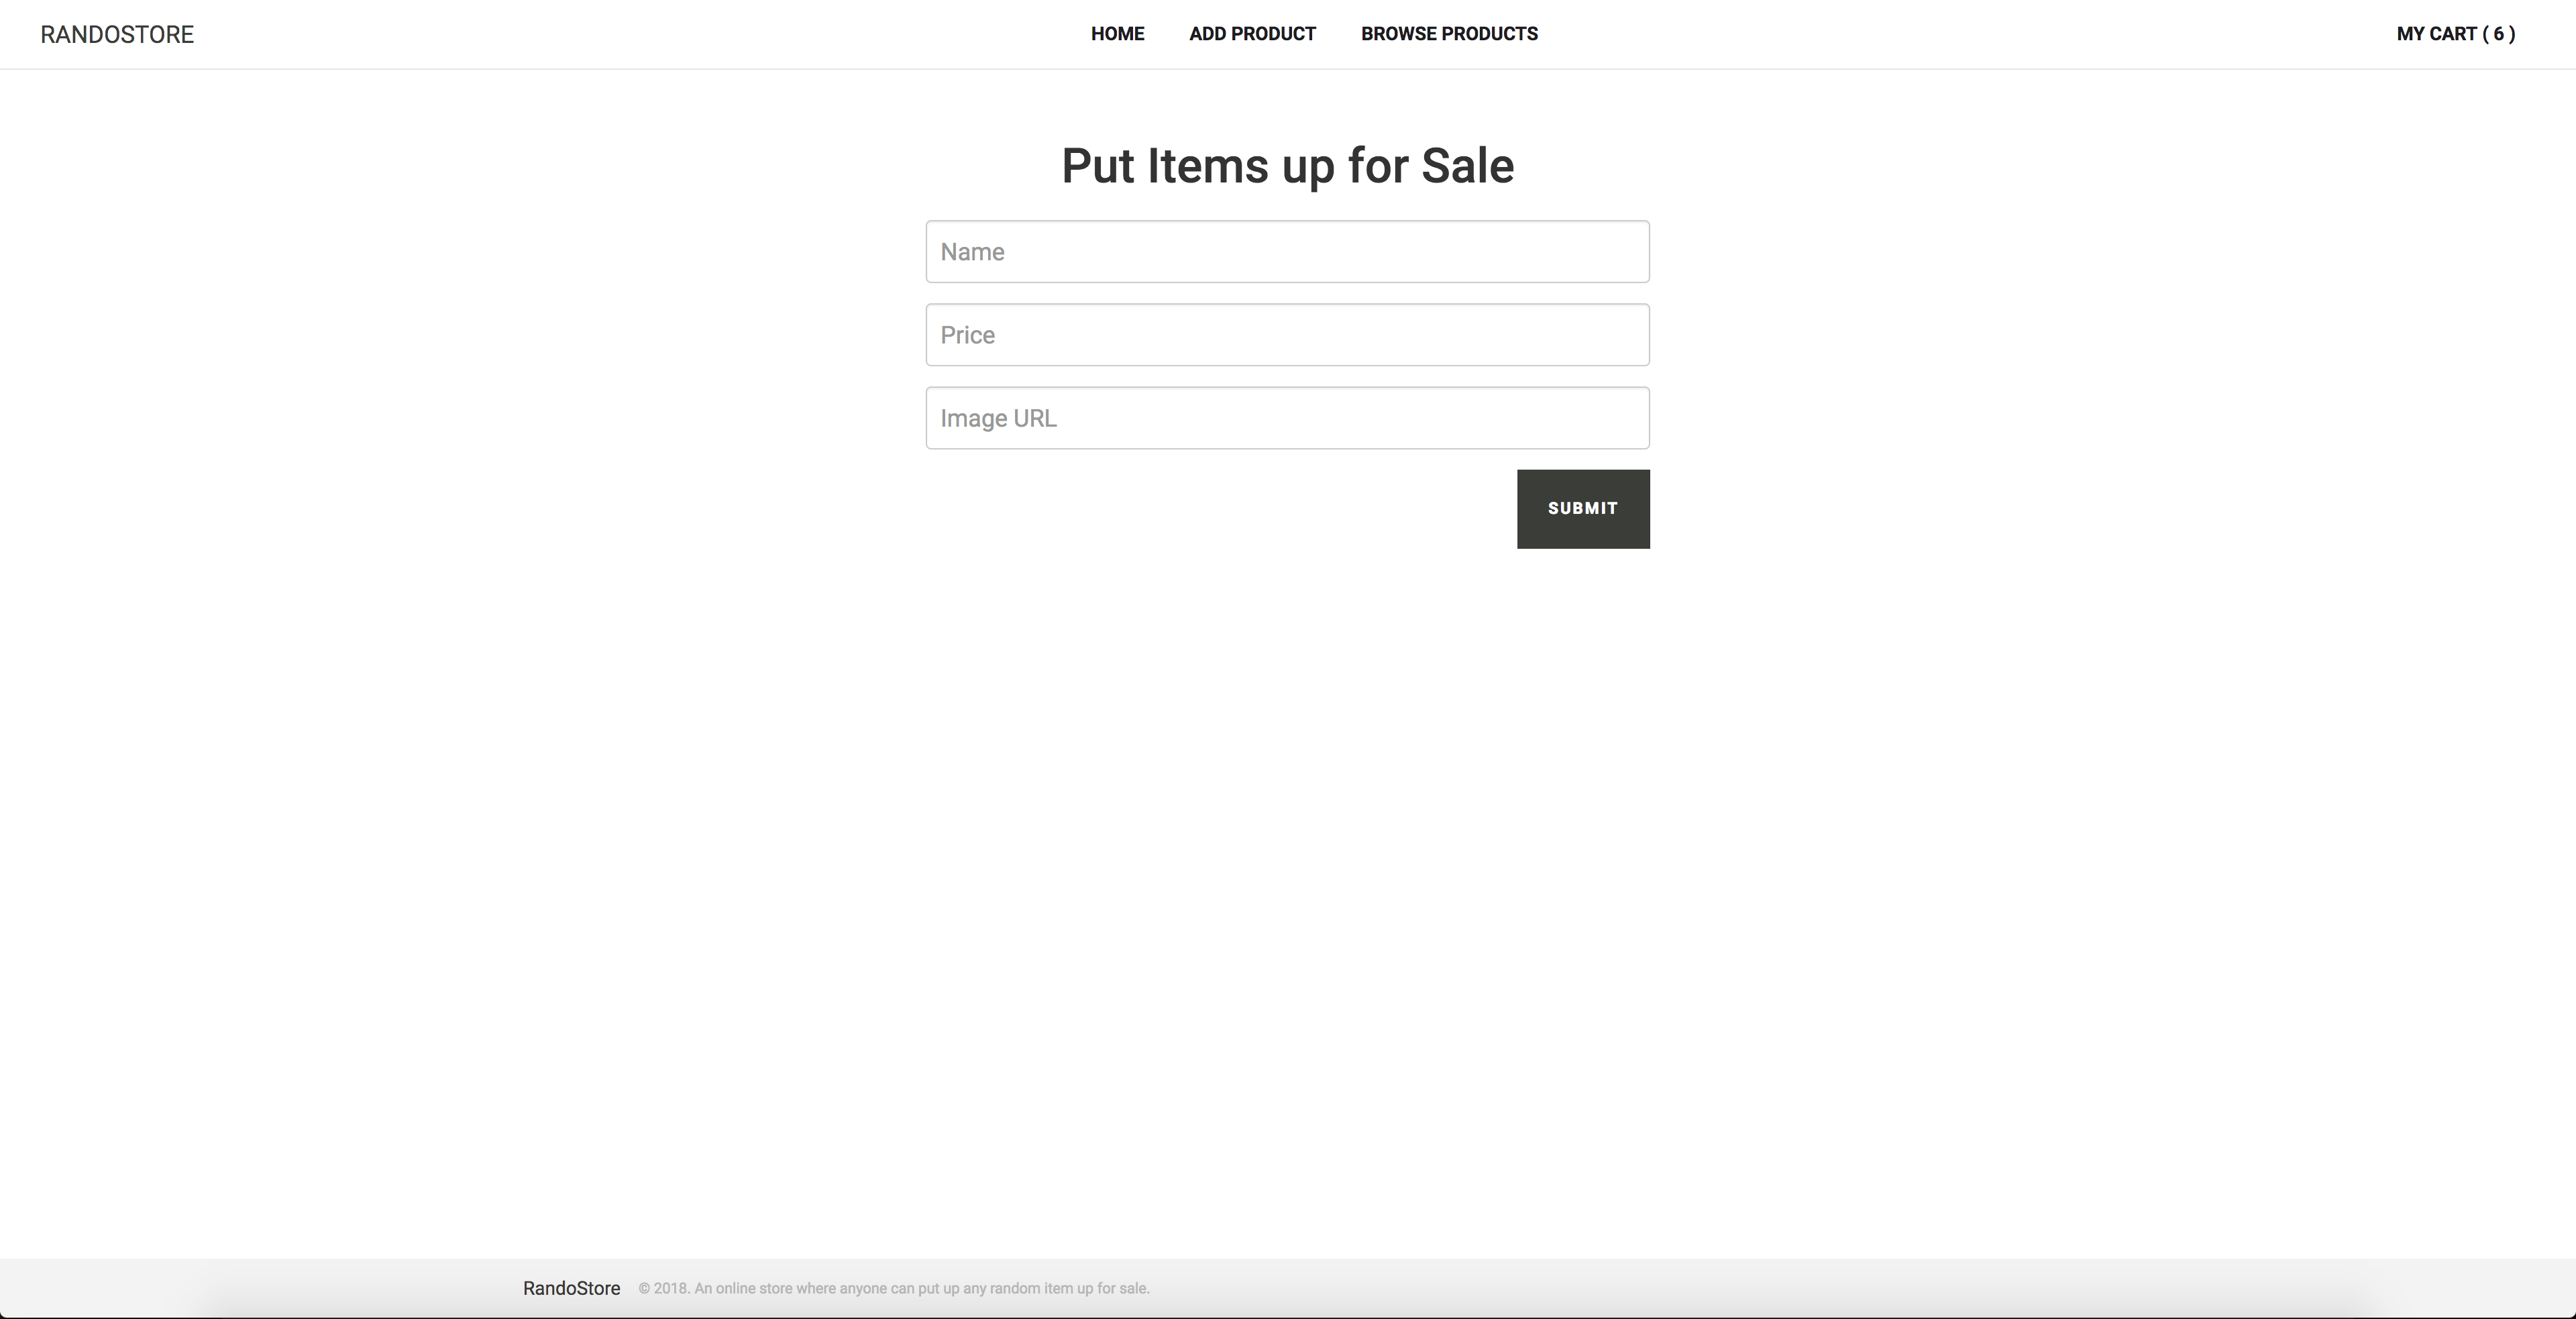 RANDOSTORE
HOME ADD PRODUCT BROWSE PRODUCTS
MY CART ( 6 )
Put Items up for Sale
Name
Price
Image URL
SUBMIT
RandoStore © 2018. An online store where anyone can put up any random item up for sale.